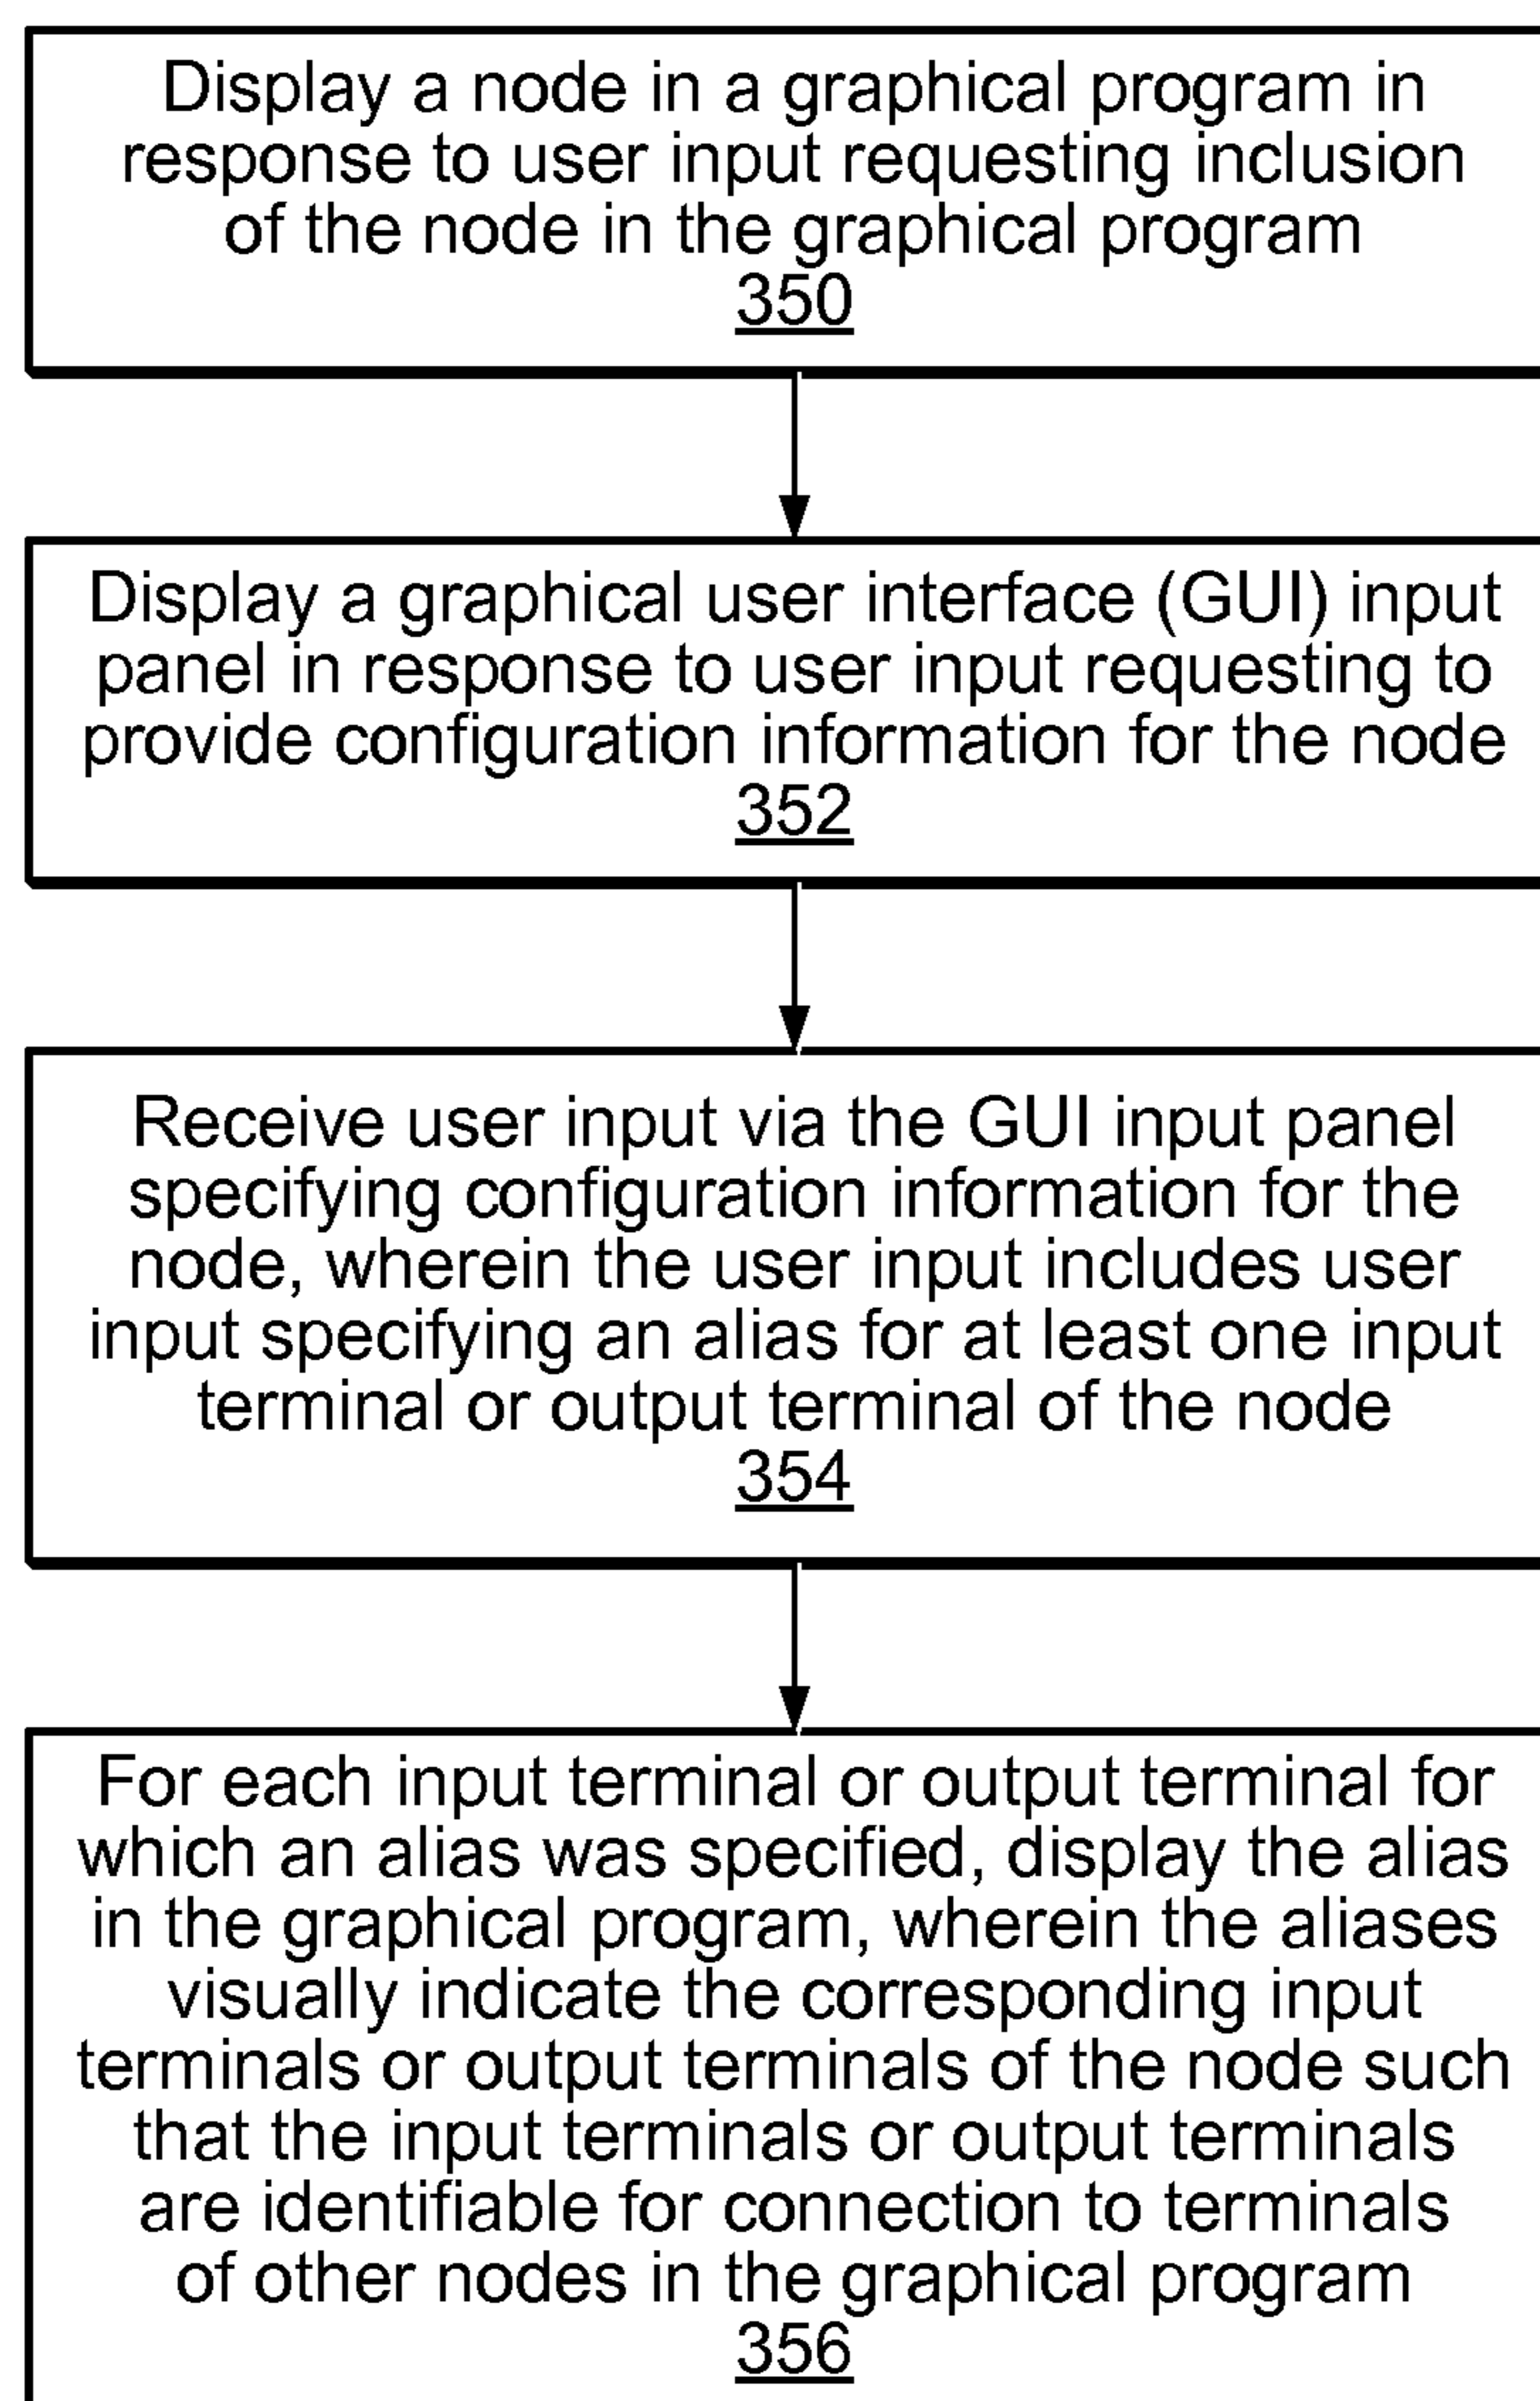 Display a node in a graphical program in
response to user input requesting inclusion
of the node in the graphical program
350
Display a graphical user interface (GUI) input
panel in response to user input requesting to
provide configuration information for the node
352
Receive user input via the GUI input panel
specifying configuration information for the
node, wherein the user input includes user
input specifying an alias for at least one input
terminal or output terminal of the node
354
For each input terminal or output terminal for
which an alias was specified, display the alias
in the graphical program, wherein the aliases
visually indicate the corresponding input
terminals or output terminals of the node such
that the input terminals or output terminals
are identifiable for connection to terminals
of other nodes in the graphical program
356